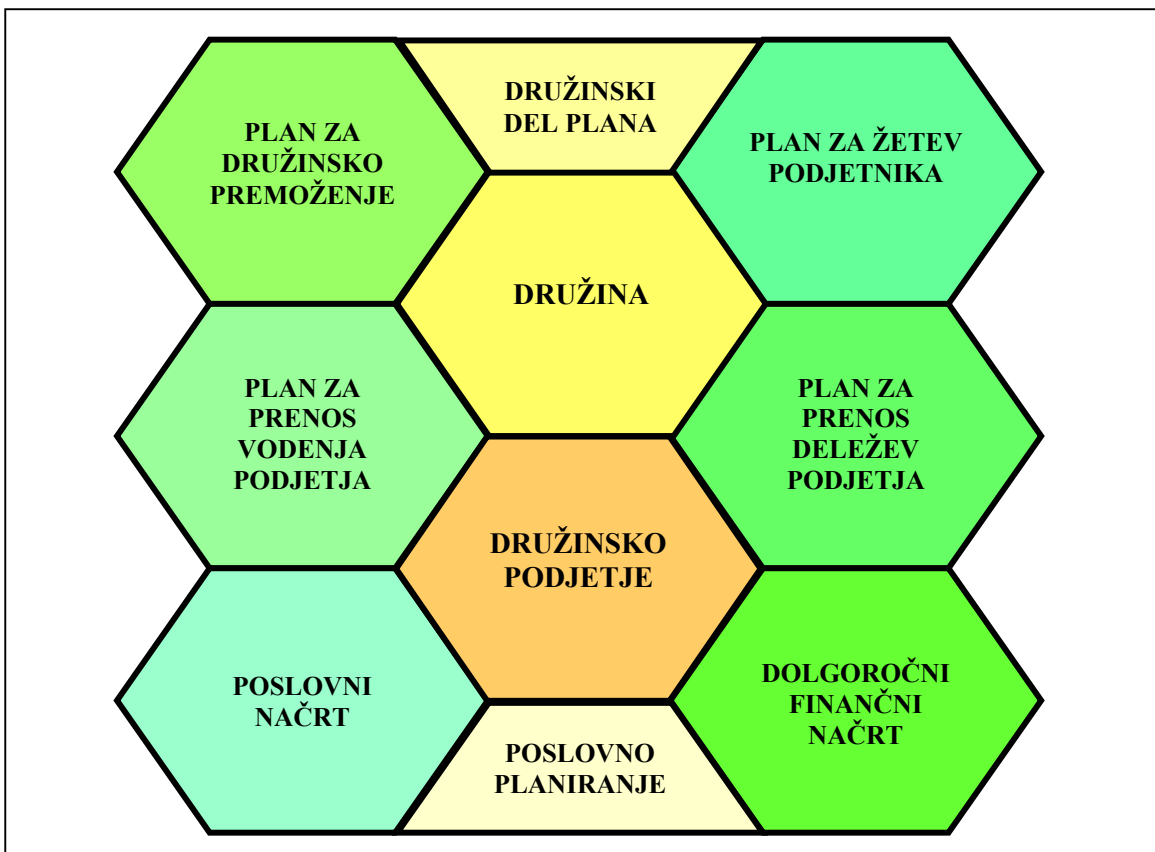 DRUŽINSKI
DEL PLANA
PLAN ZA
DRUŽINSKO
PREMOŽENJE
PLAN ZA ŽETEV
PODJETNIKA
DRUŽINA
PLAN ZA
PRENOS
VODENJA
PODJETJA
PLAN ZA
PRENOS
DELEŽEV
PODJETJA
DRUŽINSKO
PODJETJE
POSLOVNI
NAČRT
DOLGOROČNI
FINANČNI
NAČRT
POSLOVNO
PLANIRANJE